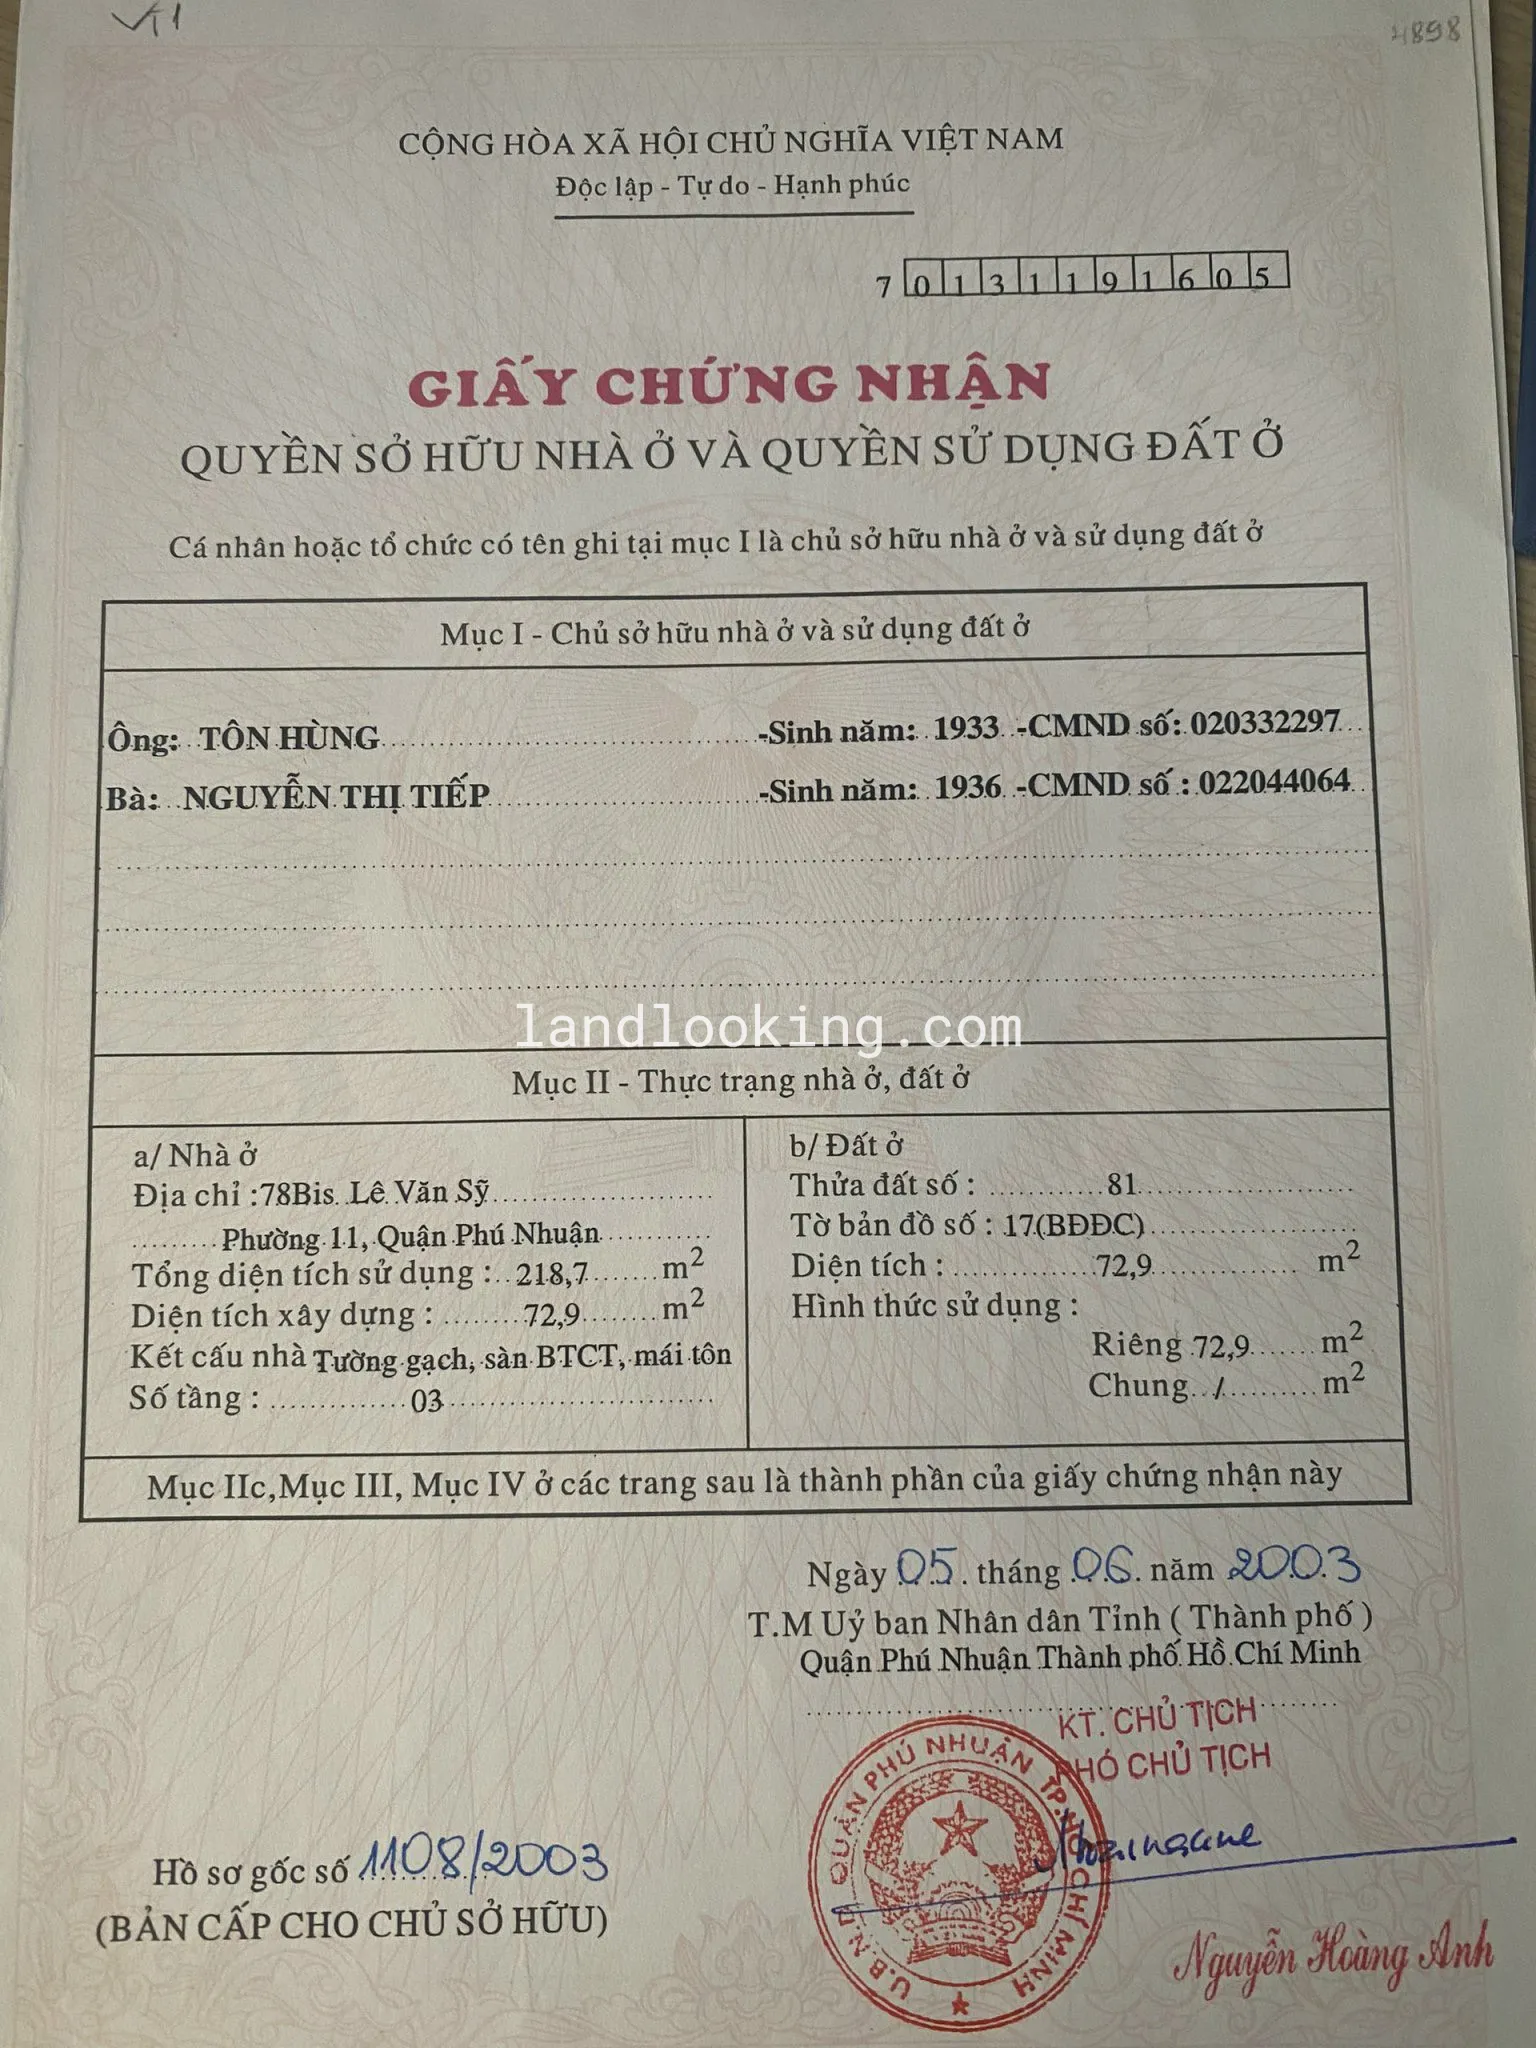 VT1
4898
CỘNG HÒA XÃ HỘI CHỦ NGHĨA VIỆT NAM
Độc lập - Tự do - Hạnh phúc
7 0 1 3 1 1 9 1 6 0 5
GIẤY CHỨNG NHẬN
QUYỀN SỞ HỮU NHÀ Ở VÀ QUYỀN SỬ DỤNG ĐẤT Ở
Cá nhân hoặc tổ chức có tên ghi tại mục I là chủ sở hữu nhà ở và sử dụng đất ở
Mục I - Chủ sở hữu nhà ở và sử dụng đất ở
Ông: TÔN HÙNG -Sinh năm: 1933 -CMND số: 020332297
Bà: NGUYỄN THỊ TIẾP -Sinh năm: 1936 -CMND số : 022044064
landlooking.com
Mục II - Thực trạng nhà ở, đất ở
a/ Nhà ở
Địa chỉ :78Bis Lê Văn Sỹ
Phường 11, Quận Phú Nhuận
Tổng diện tích sử dụng : 218,7 m2
Diện tích xây dựng : 72,9 m2
Kết cấu nhà Tường gạch, sàn BTCT, mái tôn
Số tầng : 03
b/ Đất ở
Thửa đất số : 81
Tờ bản đồ số : 17(BĐĐC)
Diện tích : 72,9 m2
Hình thức sử dụng :
Riêng 72,9 m2
Chung / m2
Mục IIc,Mục III, Mục IV ở các trang sau là thành phần của giấy chứng nhận này
Ngày 05 tháng 06 năm 2003
T.M Uỷ ban Nhân dân Tỉnh ( Thành phố )
Quận Phú Nhuận Thành phố Hồ Chí Minh
KT. CHỦ TỊCH
PHÓ CHỦ TỊCH
U.B.N.D QUẬN PHÚ NHUẬN TP. HỒ CHÍ MINH
Hồ sơ gốc số 1108/2003
(BẢN CẤP CHO CHỦ SỞ HỮU)
Nguyễn Hoàng Anh